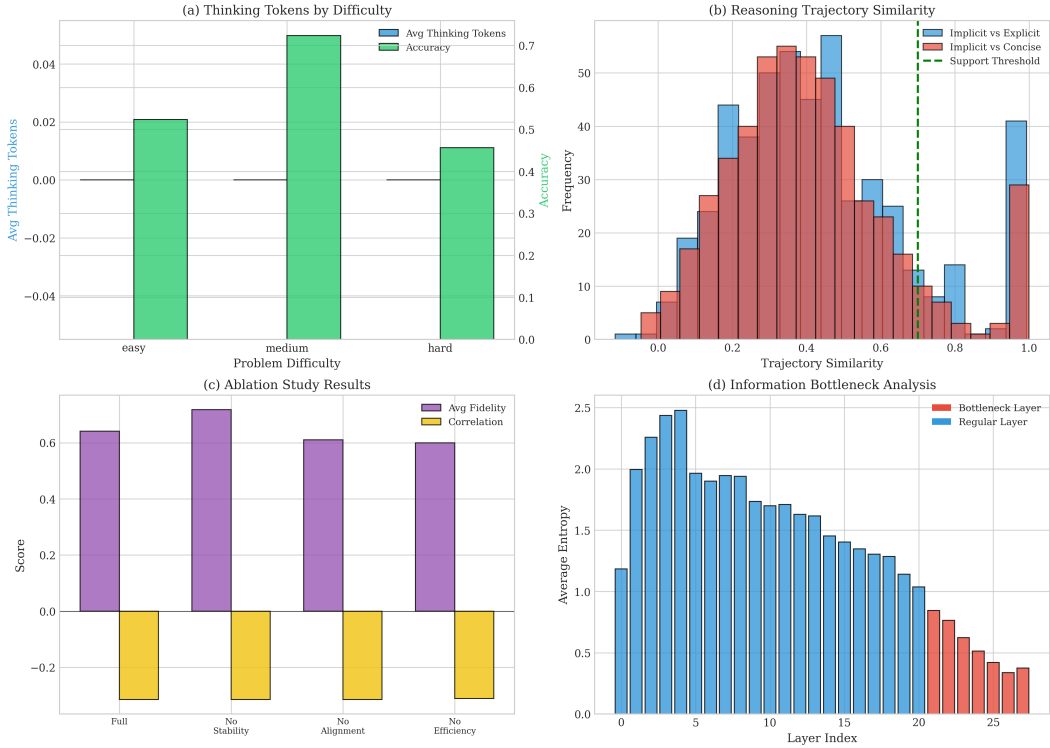 (a) Thinking Tokens by Difficulty
Avg Thinking Tokens
Accuracy
0.04
0.02
0.00
−0.02
−0.04
Avg Thinking Tokens
0.7
0.6
0.5
0.4
0.3
0.2
0.1
0.0
Accuracy
easy
medium
hard
Problem Difficulty
(b) Reasoning Trajectory Similarity
Implicit vs Explicit
Implicit vs Concise
Support Threshold
50
40
30
20
10
0
Frequency
0.0
0.2
0.4
0.6
0.8
1.0
Trajectory Similarity
(c) Ablation Study Results
Avg Fidelity
Correlation
0.6
0.4
0.2
0.0
−0.2
Score
Full
No
Stability
No
Alignment
No
Efficiency
(d) Information Bottleneck Analysis
Bottleneck Layer
Regular Layer
2.5
2.0
1.5
1.0
0.5
0.0
Average Entropy
0
5
10
15
20
25
Layer Index